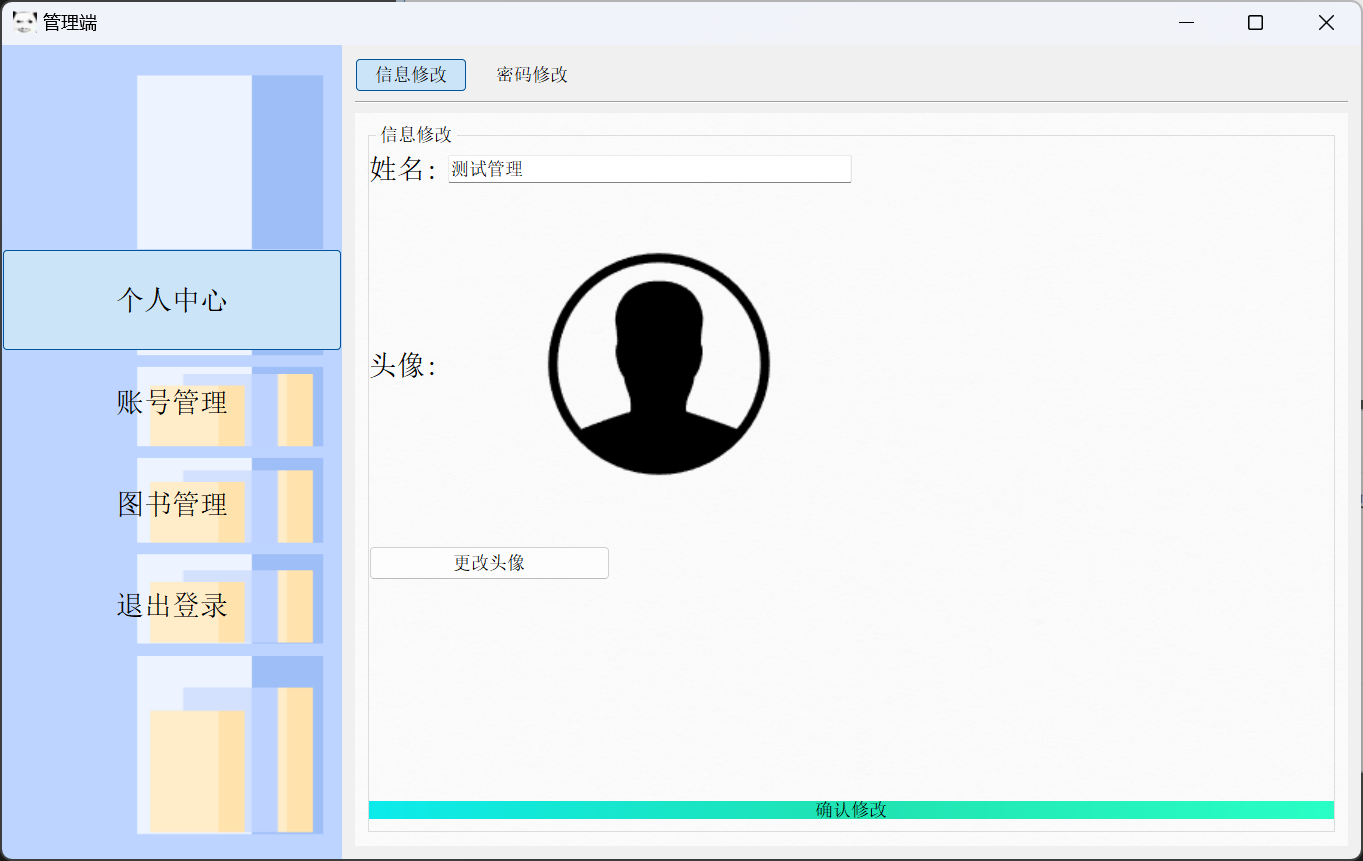 管理端
信息修改 密码修改
信息修改
姓名：测试管理
个人中心
头像：
账号管理
图书管理
更改头像
退出登录
确认修改